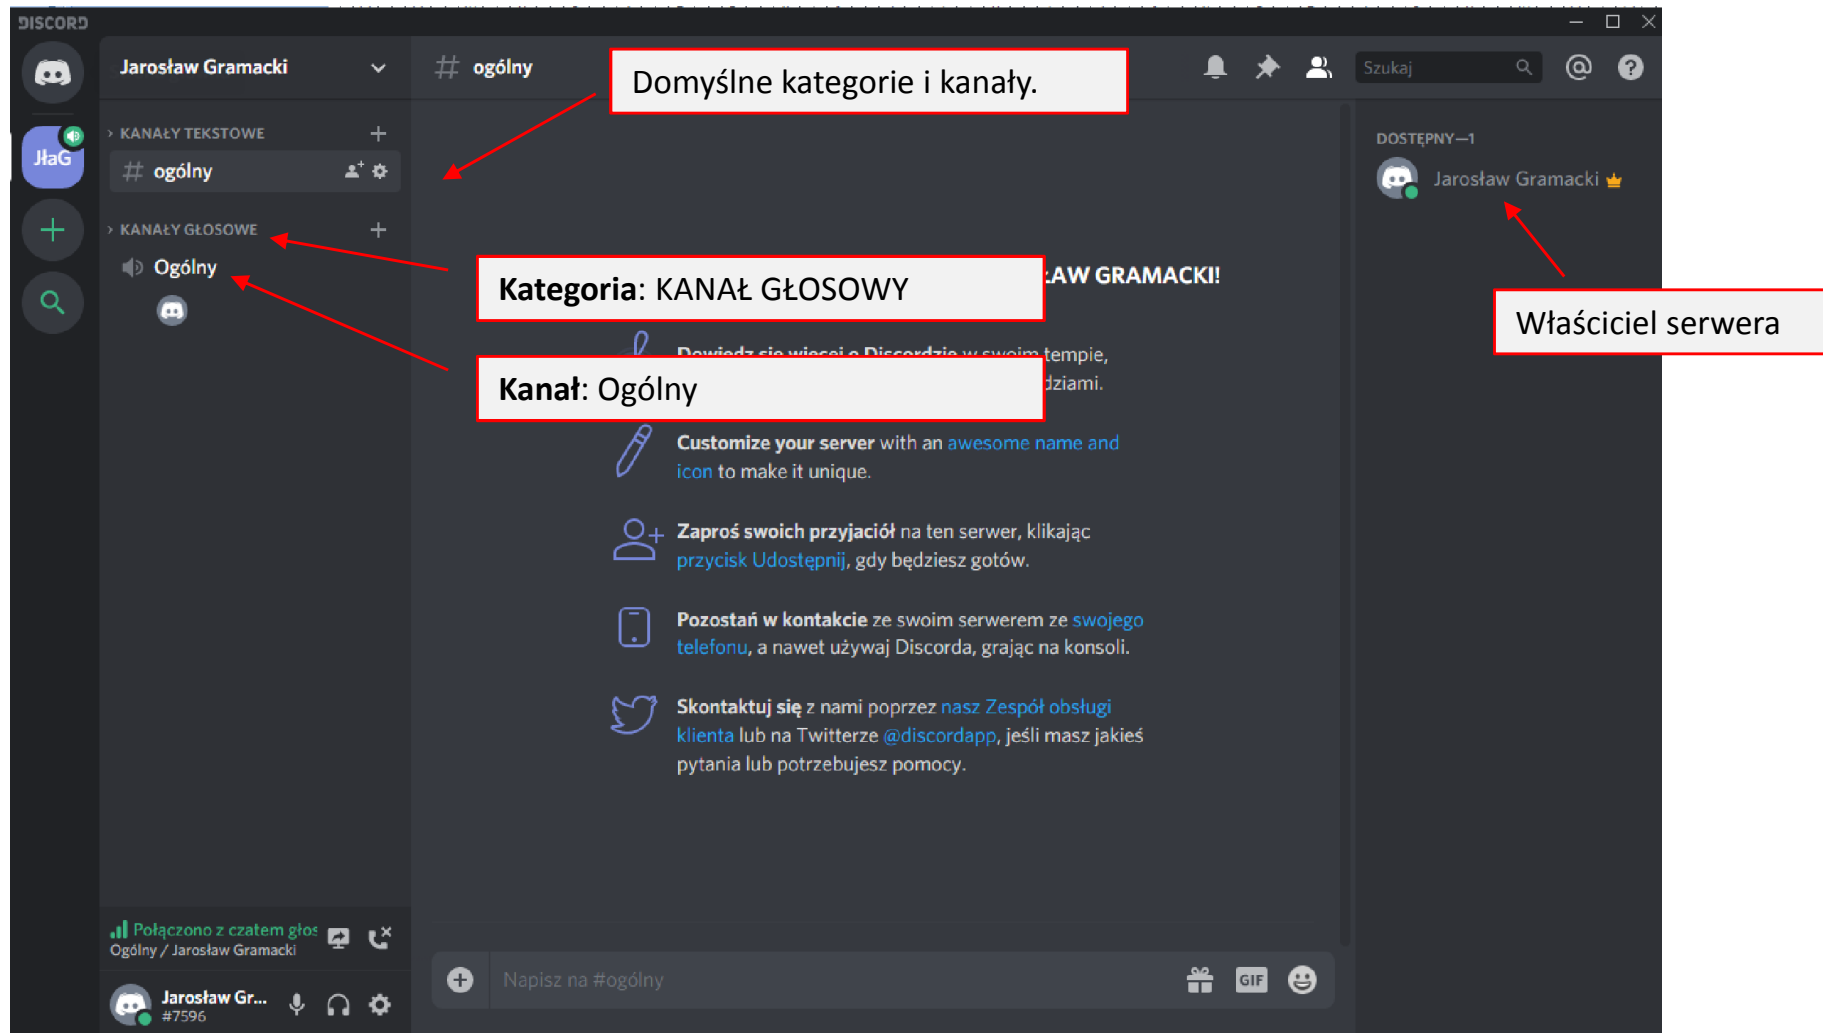 DISCORD
Jarosław Gramacki
# ogólny
Domyślne kategorie i kanały.
Szukaj
JłaG
KANAŁY TEKSTOWE
# ogólny
KANAŁY GŁOSOWE
Ogólny
DOSTĘPNY—1
Jarosław Gramacki
Właściciel serwera
Kategoria: KANAŁ GŁOSOWY
AW GRAMACKI!
tempie,
Kanał: Ogólny
dziami.
Customize your server with an awesome name and
icon to make it unique.
Zaproś swoich przyjaciół na ten serwer, klikając
przycisk Udostępnij, gdy będziesz gotów.
Pozostań w kontakcie ze swoim serwerem ze swojego
telefonu, a nawet używaj Discorda, grając na konsoli.
Skontaktuj się z nami poprzez nasz Zespół obsługi
klienta lub na Twitterze @discordapp, jeśli masz jakieś
pytania lub potrzebujesz pomocy.
Połączono z czatem głos
Ogólny / Jarosław Gramacki
Jarosław Gr...
#7596
Napisz na #ogólny
GIF